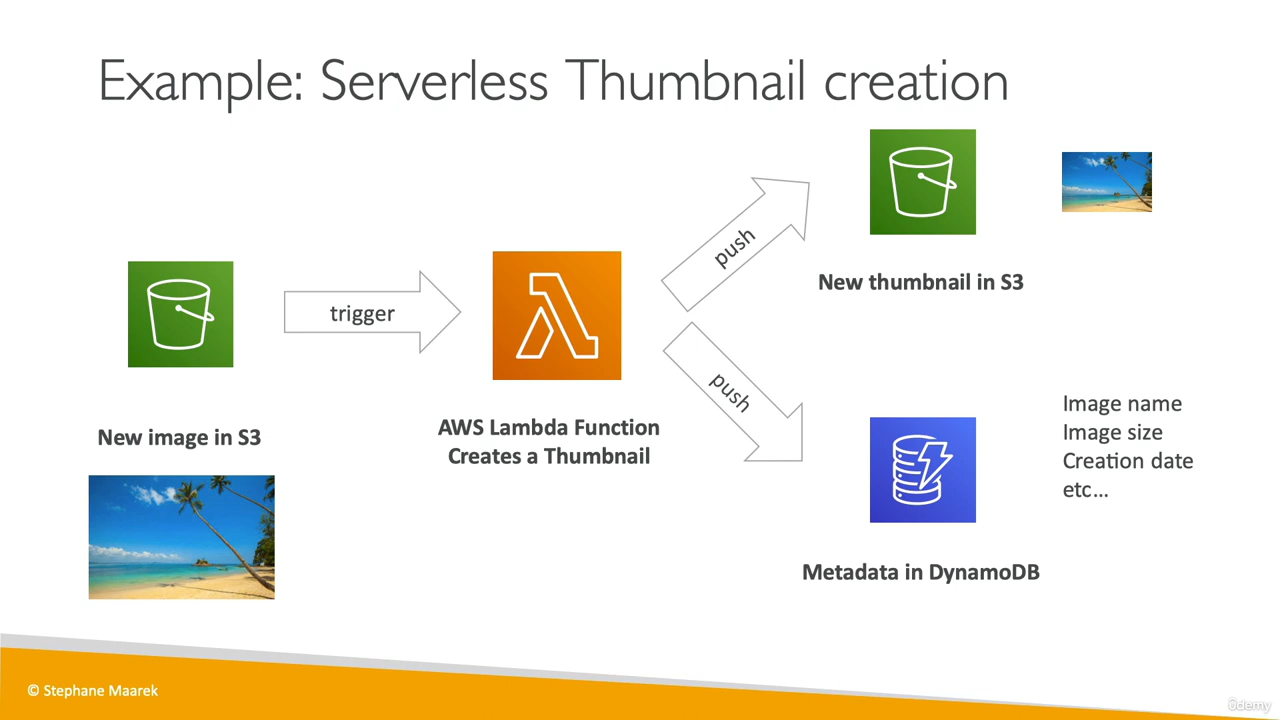 Example: Serverless Thumbnail creation
trigger
push
push
New image in S3
AWS Lambda Function
Creates a Thumbnail
New thumbnail in S3
Image name
Image size
Creation date
etc…
Metadata in DynamoDB
© Stephane Maarek
ûdemy